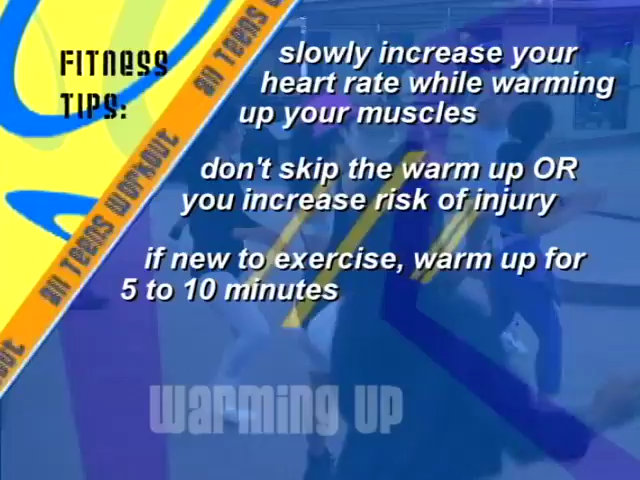 FITNESS
TIPS:
slowly increase your
heart rate while warming
up your muscles
don't skip the warm up OR
you increase risk of injury
if new to exercise, warm up for
5 to 10 minutes
all teens workout
all teens
warming up